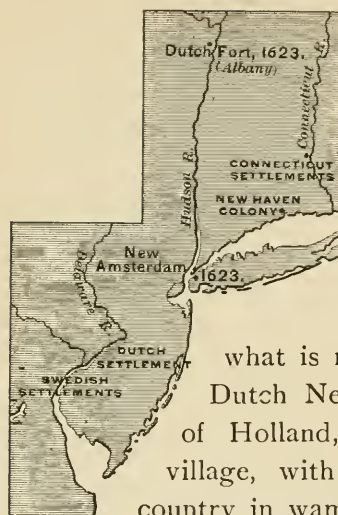 Dutch Fort, 1623.
(Albany)
Connecticut R.
CONNECTICUT
SETTLEMENTS
Hudson R.
NEW HAVEN
COLONY
New
Amsterdam
1623.
Delaware R.
DUTCH
SETTLEMENT
SWEDISH
SETTLEMENTS
what is
Dutch Ne
of Holland,
village, with
country in wam